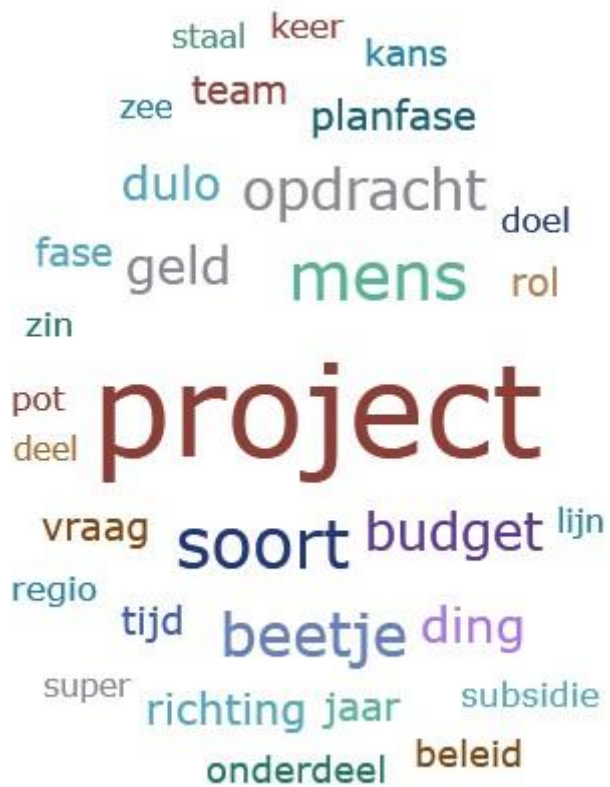 staal keer
kans
zee team planfase
dulo opdracht
doel
fase geld mens rol
zin
project
pot
deel
vraag soort budget lijn
regio
tijd beetje ding
super richting jaar subsidie
onderdeel beleid